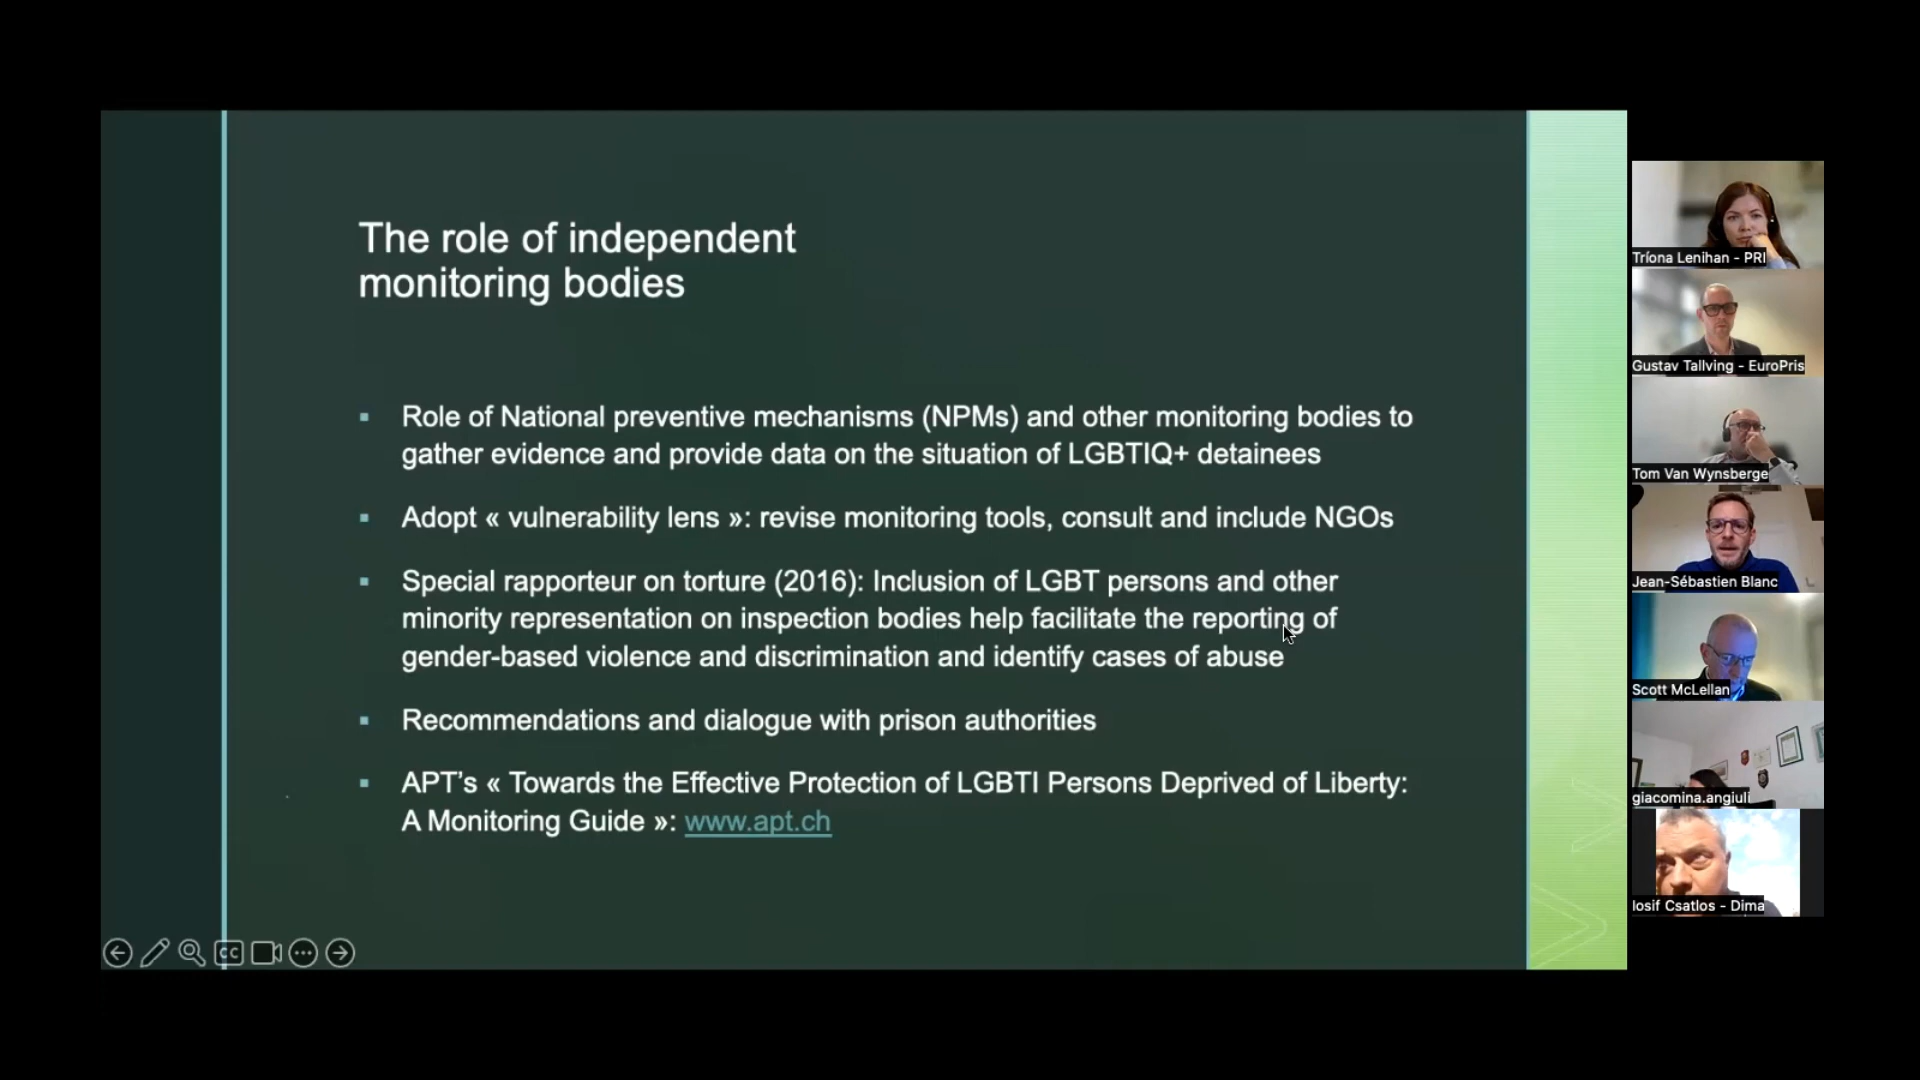 The role of independent
monitoring bodies
Role of National preventive mechanisms (NPMs) and other monitoring bodies to
gather evidence and provide data on the situation of LGBTIQ+ detainees
Adopt « vulnerability lens »: revise monitoring tools, consult and include NGOs
Special rapporteur on torture (2016): Inclusion of LGBT persons and other
minority representation on inspection bodies help facilitate the reporting of
gender-based violence and discrimination and identify cases of abuse
Recommendations and dialogue with prison authorities
APT's « Towards the Effective Protection of LGBTI Persons Deprived of Liberty:
A Monitoring Guide »: www.apt.ch
CC
Tríona Lenihan - PRI
Gustav Tallving - EuroPris
Tom Van Wynsberge
Jean-Sébastien Blanc
Scott McLellan
giacomina.angiuli
Iosif Csatlos - Dima